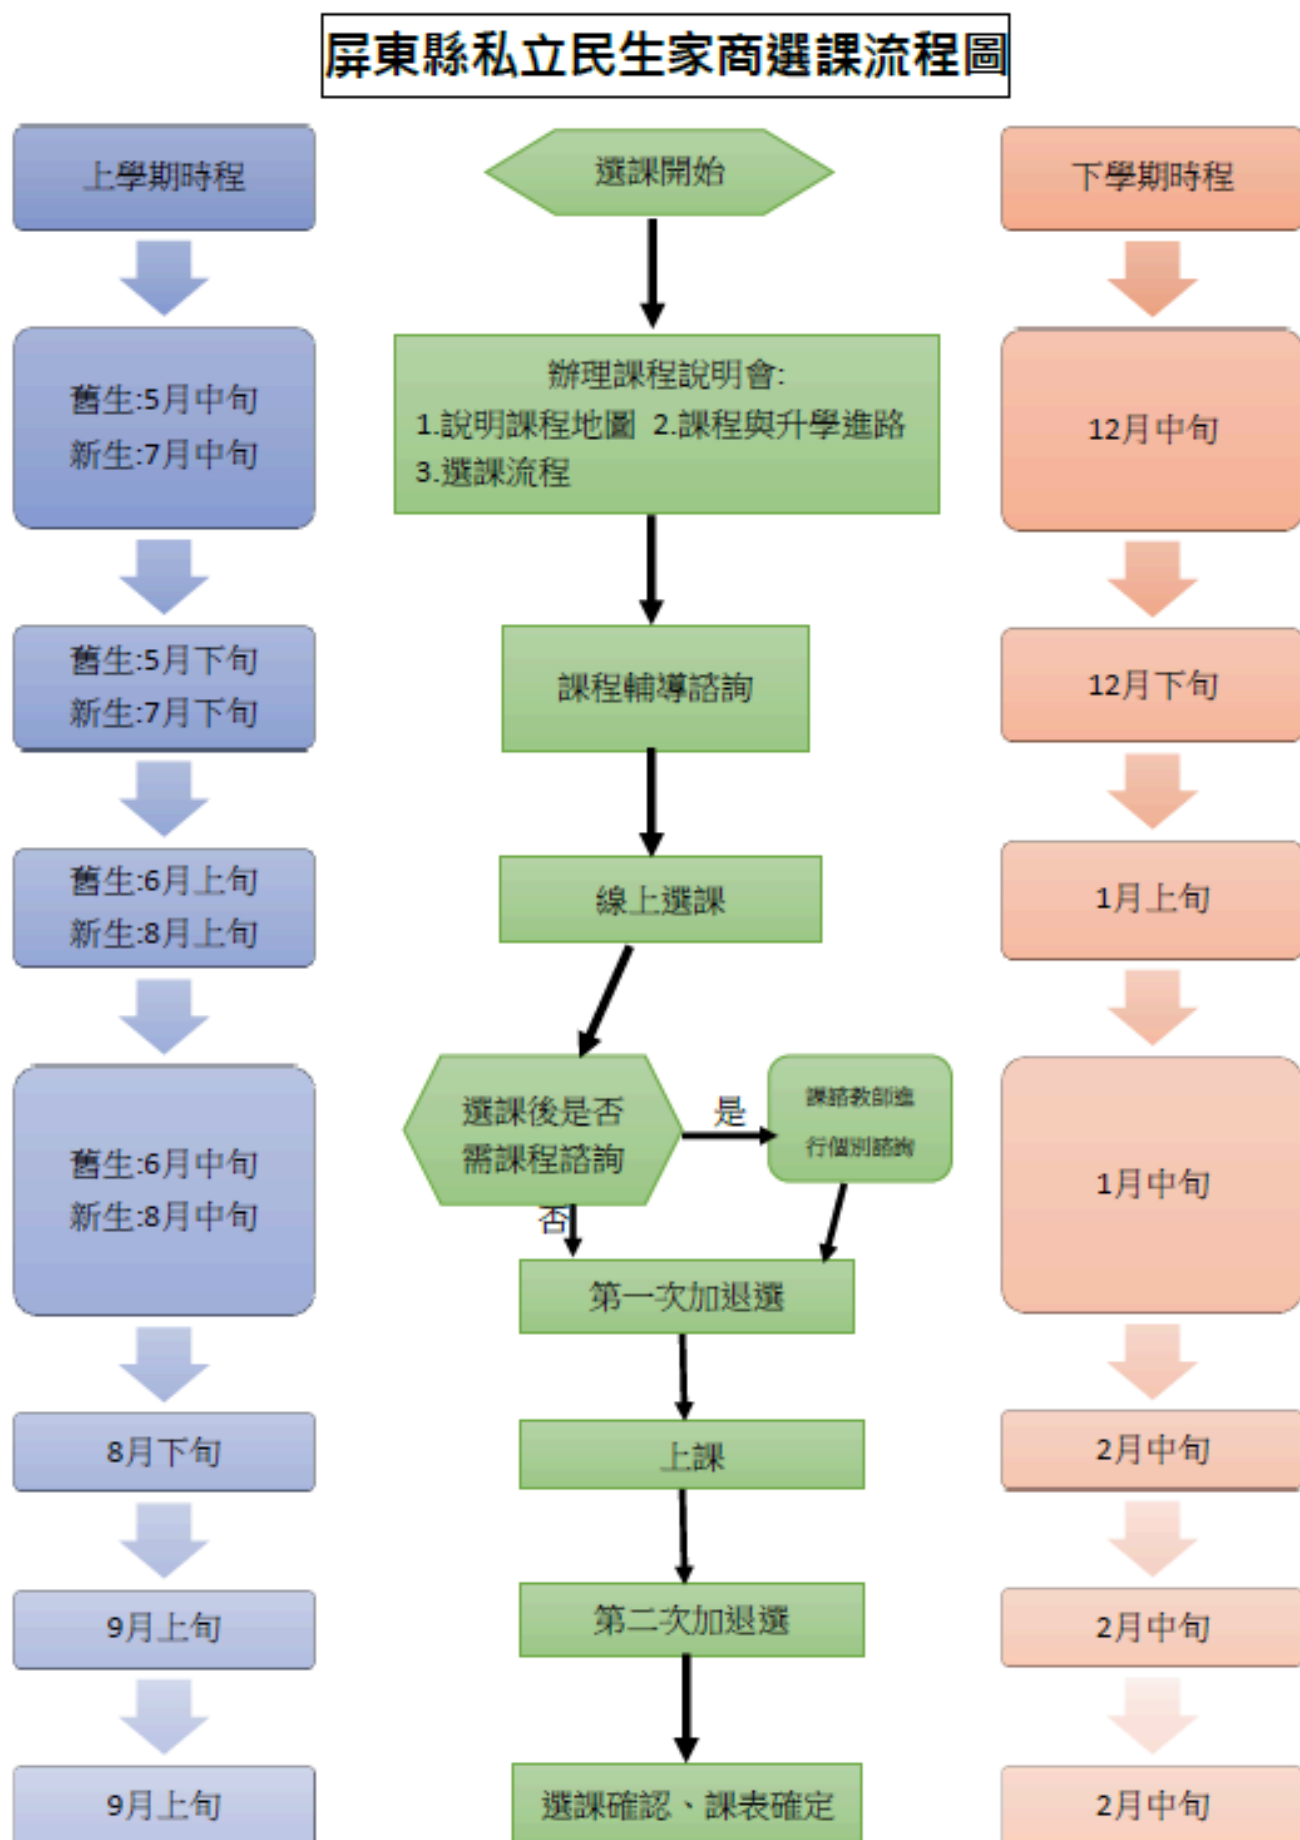 屏東縣私立民生家商選課流程圖
上學期時程
選課開始
下學期時程
舊生:5月中旬
新生:7月中旬
辦理課程說明會:
1.說明課程地圖 2.課程與升學進路
3.選課流程
12月中旬
舊生:5月下旬
新生:7月下旬
課程輔導諮詢
12月下旬
舊生:6月上旬
新生:8月上旬
線上選課
1月上旬
舊生:6月中旬
新生:8月中旬
選課後是否
需課程諮詢
是
課諮教師進
行個別諮詢
否
第一次加退選
1月中旬
8月下旬
上課
2月中旬
9月上旬
第二次加退選
2月中旬
9月上旬
選課確認、課表確定
2月中旬